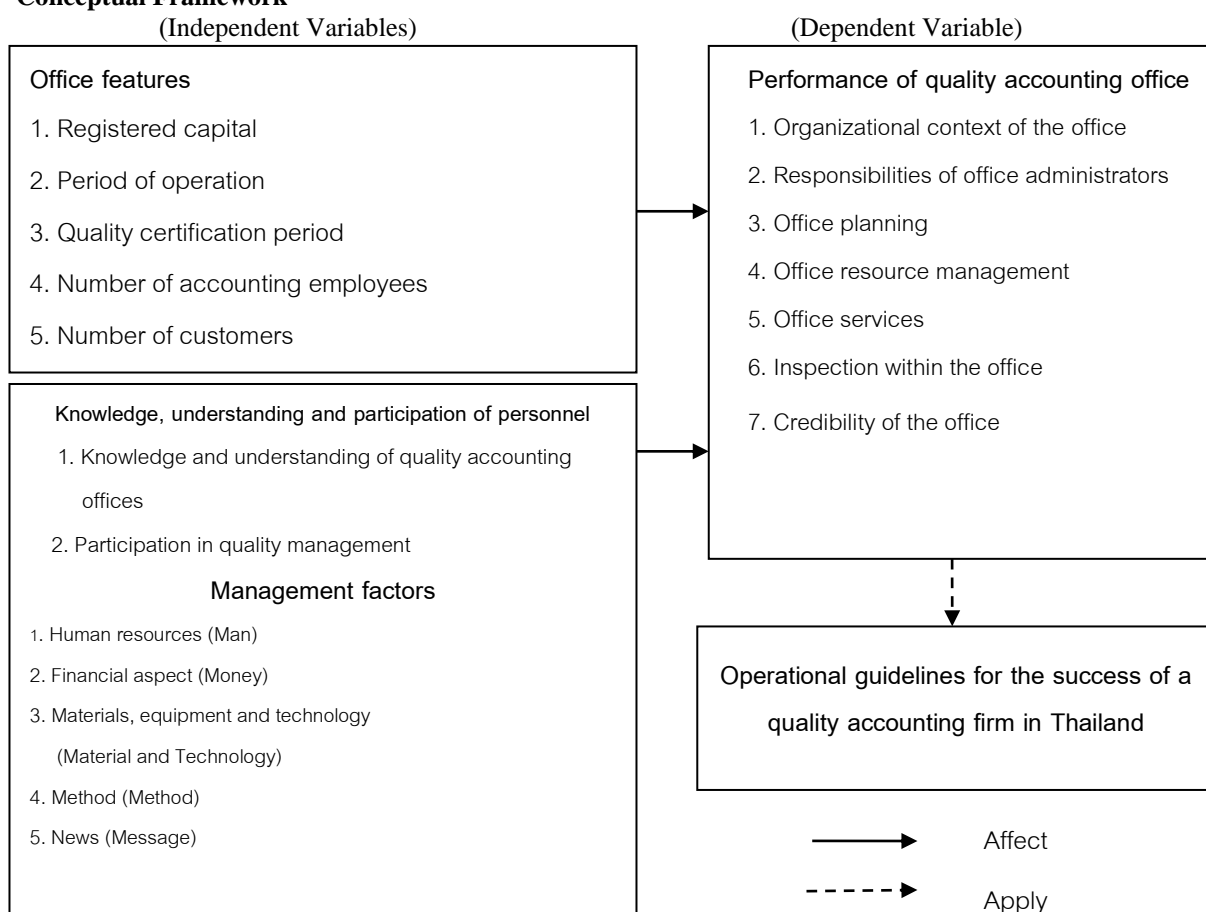 Conceptual Framework
(Independent Variables)
Office features
1. Registered capital
2. Period of operation
3. Quality certification period
4. Number of accounting employees
5. Number of customers
Knowledge, understanding and participation of personnel
1. Knowledge and understanding of quality accounting
offices
2. Participation in quality management
Management factors
1. Human resources (Man)
2. Financial aspect (Money)
3. Materials, equipment and technology
(Material and Technology)
4. Method (Method)
5. News (Message)
(Dependent Variable)
Performance of quality accounting office
1. Organizational context of the office
2. Responsibilities of office administrators
3. Office planning
4. Office resource management
5. Office services
6. Inspection within the office
7. Credibility of the office
Operational guidelines for the success of a
quality accounting firm in Thailand
Affect
Apply